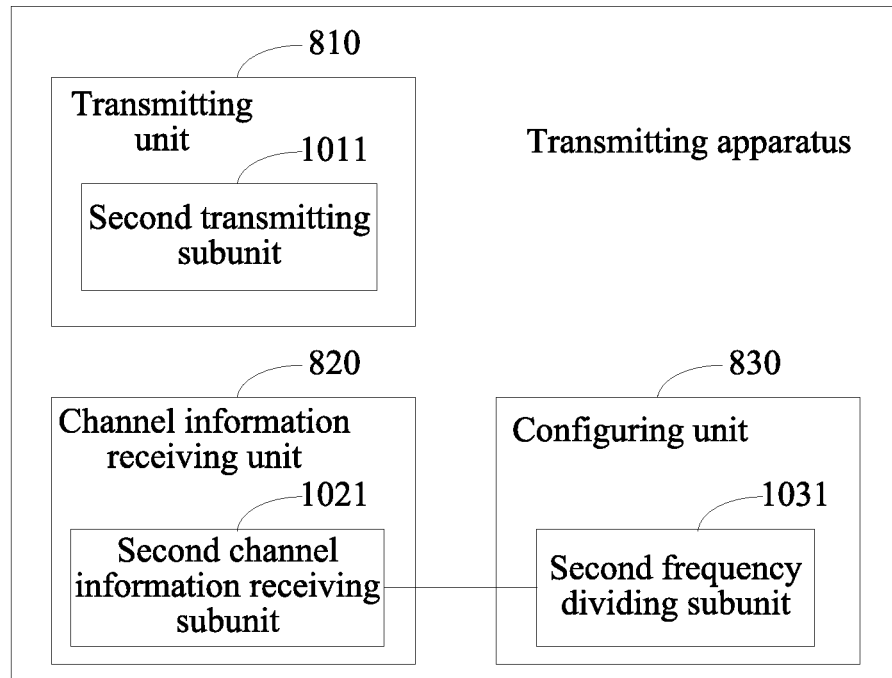 810
Transmitting
unit
1011
Second transmitting
subunit
Transmitting apparatus
820
Channel information
receiving unit
1021
Second channel
information receiving
subunit
830
Configuring unit
1031
Second frequency
dividing subunit